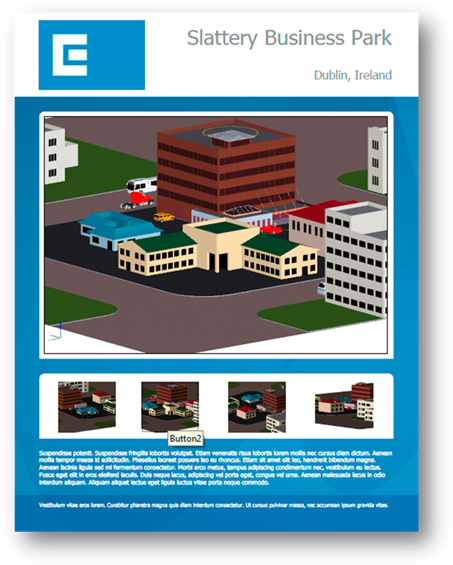 Slattery Business Park
Dublin, Ireland
Button2
Suspendisse potenti. Suspendisse fringilla lobortis volutpat. Etiam venenatis risus lobortis lorem mollis nec cursus diam dictum. Aenean
mollis tempor massa id sollicitudin. Phasellus laoreet posuere leo eu rhoncus. Etiam sit amet elit leo, hendrerit bibendum magna.
Aenean lacinia ligula sed mi fermentum consectetur. Morbi arcu metus, tempus adipiscing condimentum nec, vestibulum eu lectus.
Fusce eget elit in eros eleifend iaculis. Duis neque lacus, adipiscing vel porta eget, congue vel urna. Aenean malesuada lacus in odio
interdum aliquam. Aliquam aliquet lectus eget ligula luctus vitae porta neque commodo.
Vestibulum vitae eros lorem. Curabitur pharetra magna quis diam interdum consectetur. Ut cursus pulvinar massa, nec accumsan ipsum gravida vitae.